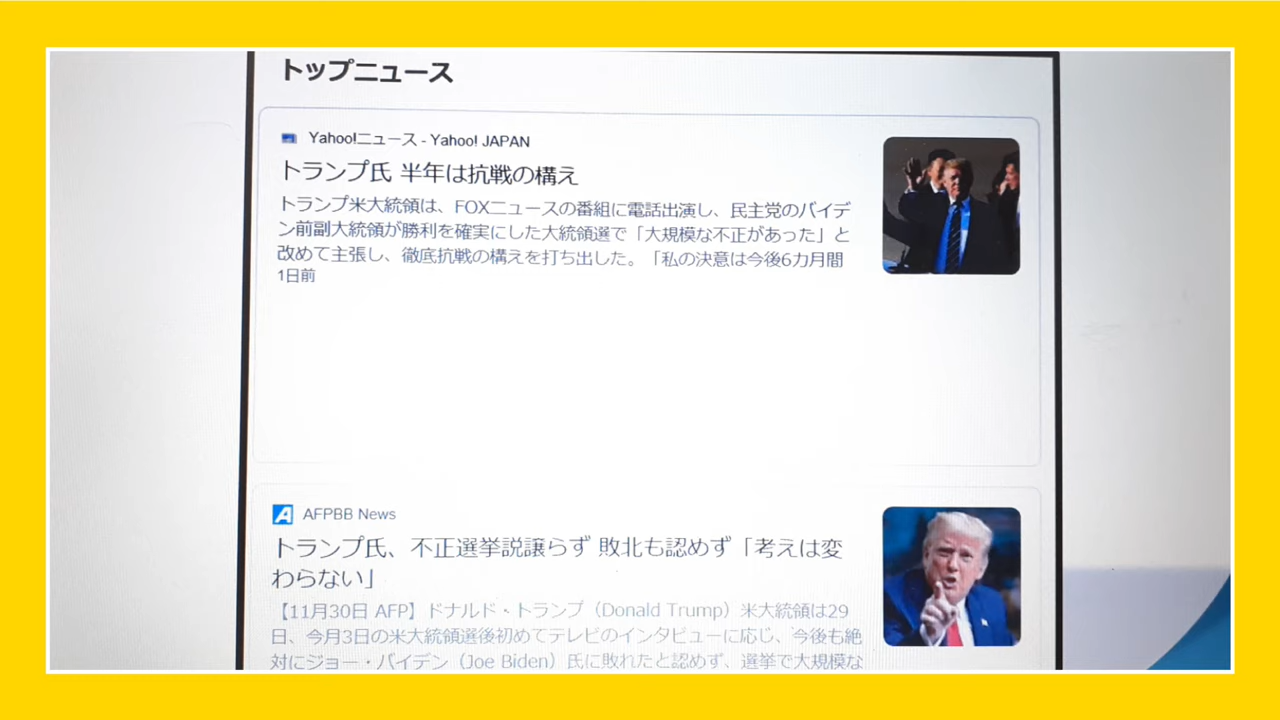 トップニュース
Yahoo!ニュース - Yahoo! JAPAN
トランプ氏 半年は抗戦の構え
トランプ米大統領は、FOXニュースの番組に電話出演し、民主党のバイデ
ン前副大統領が勝利を確実にした大統領選で「大規模な不正があった」と
改めて主張し、徹底抗戦の構えを打ち出した。「私の決意は今後6カ月間
1日前
AFPBB News
トランプ氏、不正選挙説譲らず 敗北も認めず「考えは変
わらない」
【11月30日 AFP】ドナルド・トランプ（Donald Trump）米大統領は29
日、今月3日の米大統領選後初めてテレビのインタビューに応じ、今後も絶
対にジョー・バイデン（Joe Biden）氏に敗れたと認めず、選挙で大規模な